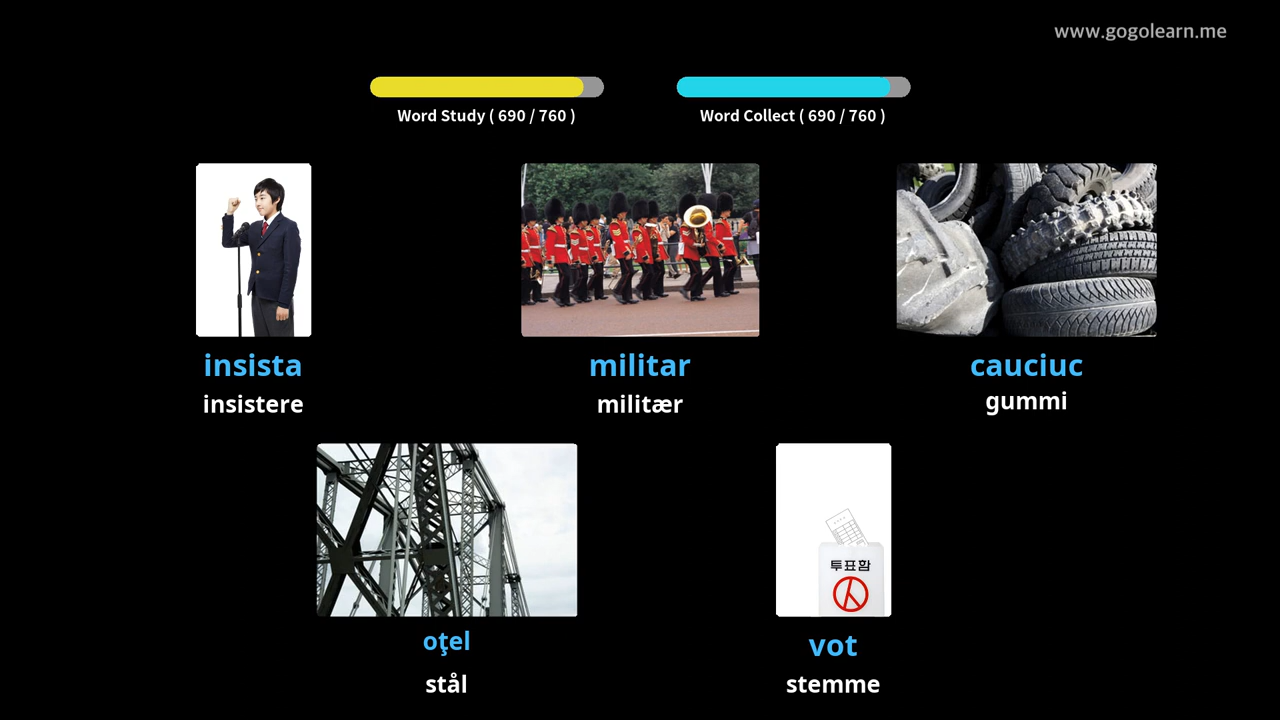 www.gogolearn.me
Word Study ( 690 / 760 )
Word Collect ( 690 / 760 )
insista
insistere
militar
militær
cauciuc
gummi
투표함
oţel
stål
vot
stemme